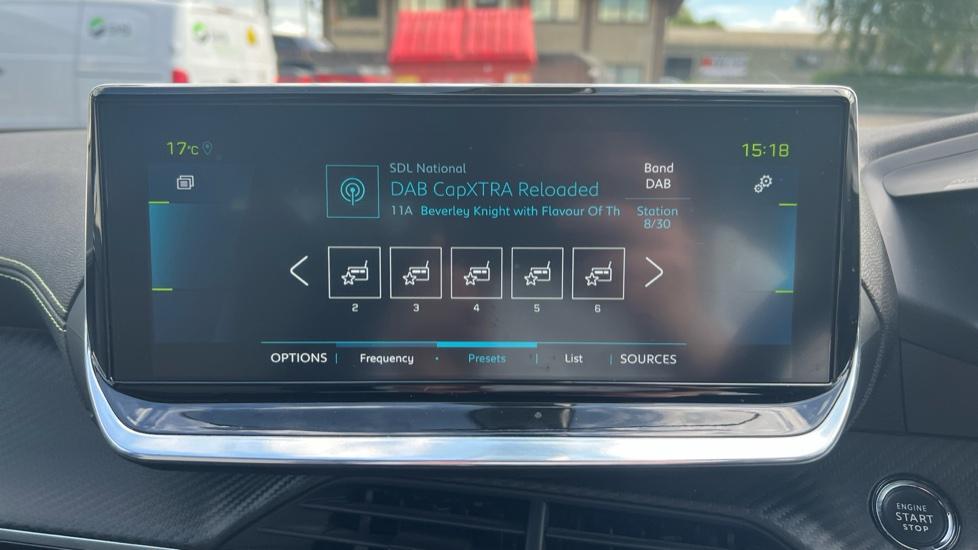 17°C
15:18
SDL National
DAB CapXTRA Reloaded
11A Beverley Knight with Flavour Of Th
Band
DAB
Station
8/30
2 3 4 5 6
OPTIONS Frequency Presets List SOURCES
ENGINE
START
STOP